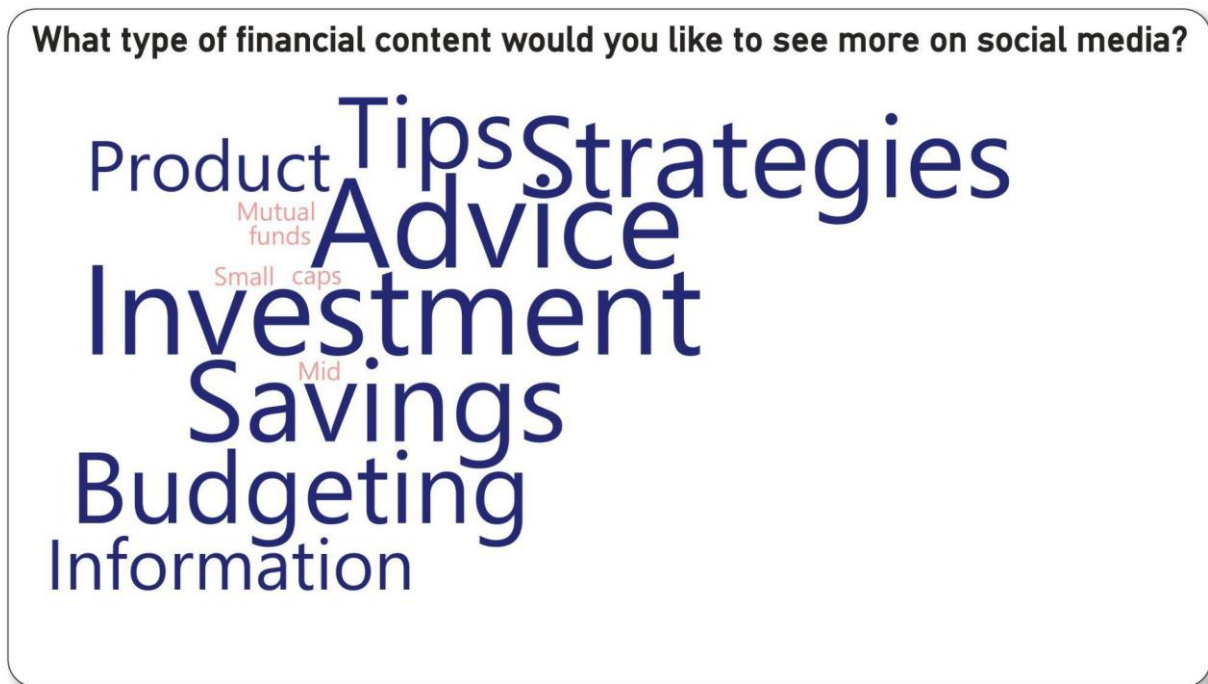 What type of financial content would you like to see more on social media?
Tips
Strategies
Product
Mutual
funds
Advice
Small caps
Investment
Mid
Savings
Budgeting
Information